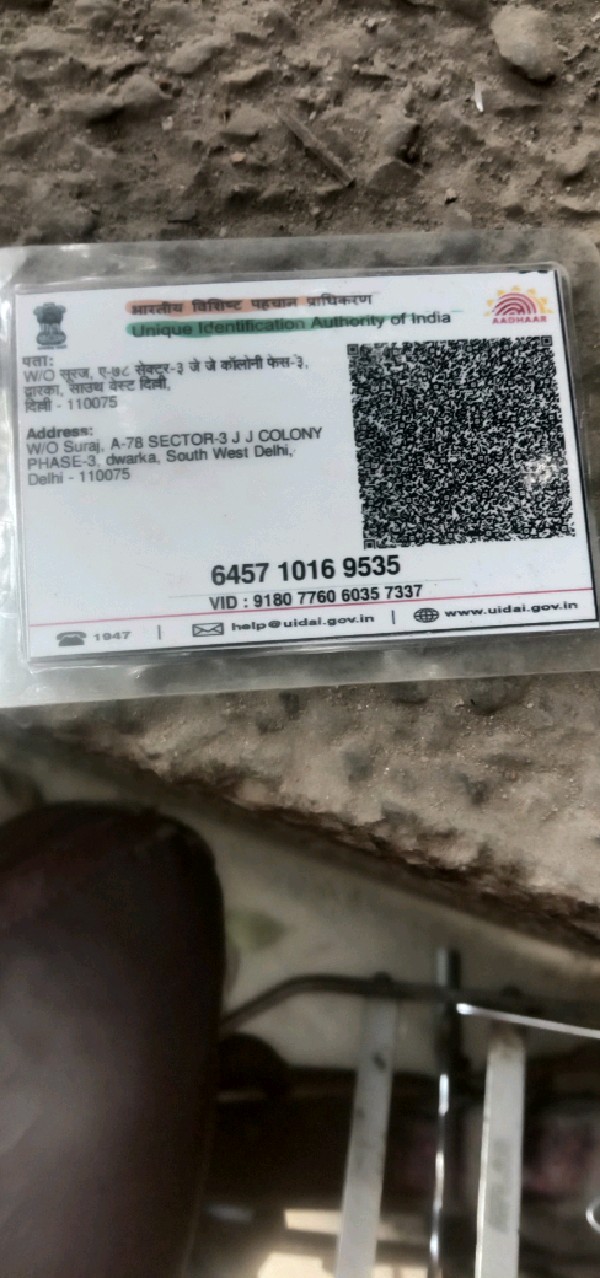 भारतीय विशिष्ट पहचान प्राधिकरण
Unique Identification Authority of India
AADHAAR
पता:
W/O सूरज, ए-७८ सेक्टर-३ जे जे कॉलोनी फेस-३,
द्वारका, साउथ वेस्ट दिल्ली,
दिल्ली - 110075
Address:
W/O Suraj, A-78 SECTOR-3 J J COLONY
PHASE-3, dwarka, South West Delhi,
Delhi - 110075
6457 1016 9535
VID : 9180 7760 6035 7337
1947 | help@uidai.gov.in | www.uidai.gov.in